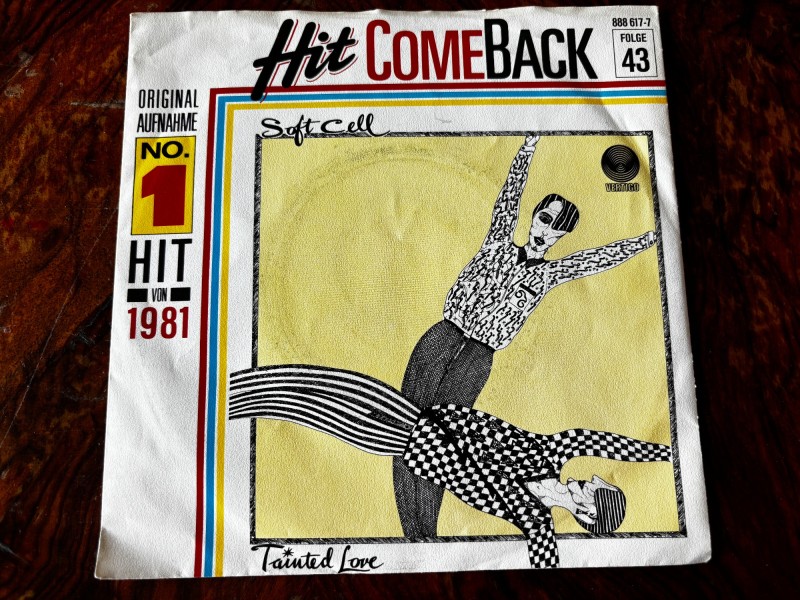 Hit COMEBACK
888 617-7
FOLGE
43
ORIGINAL
AUFNAHME
NO.
1
HIT
VON
1981
Soft Cell
VERTIGO
Tainted Love